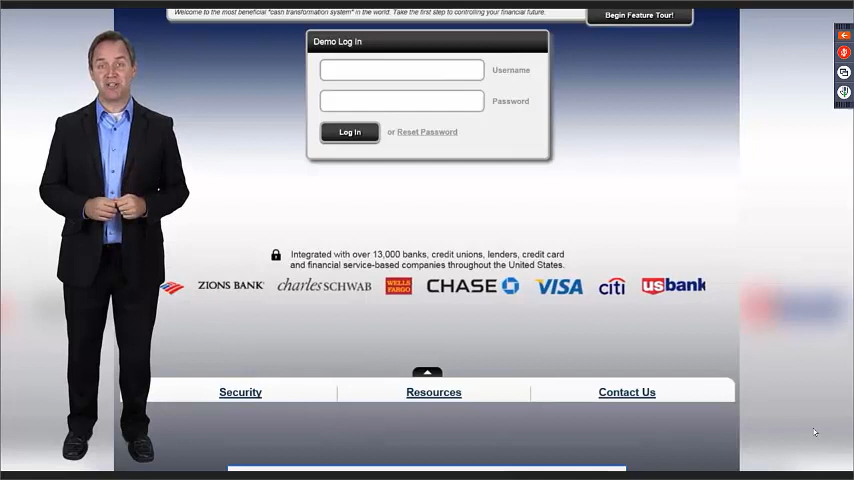 Welcome to the most beneficial "cash transformation system" in the world. Take the first step to controlling your financial future.
Begin Feature Tour!
Demo Log In
Username
Password
Log In or Reset Password
Integrated with over 13,000 banks, credit unions, lenders, credit card
and financial service-based companies throughout the United States.
ZIONS BANK charles SCHWAB WELLS FARGO CHASE VISA citi usbank
Security Resources Contact Us